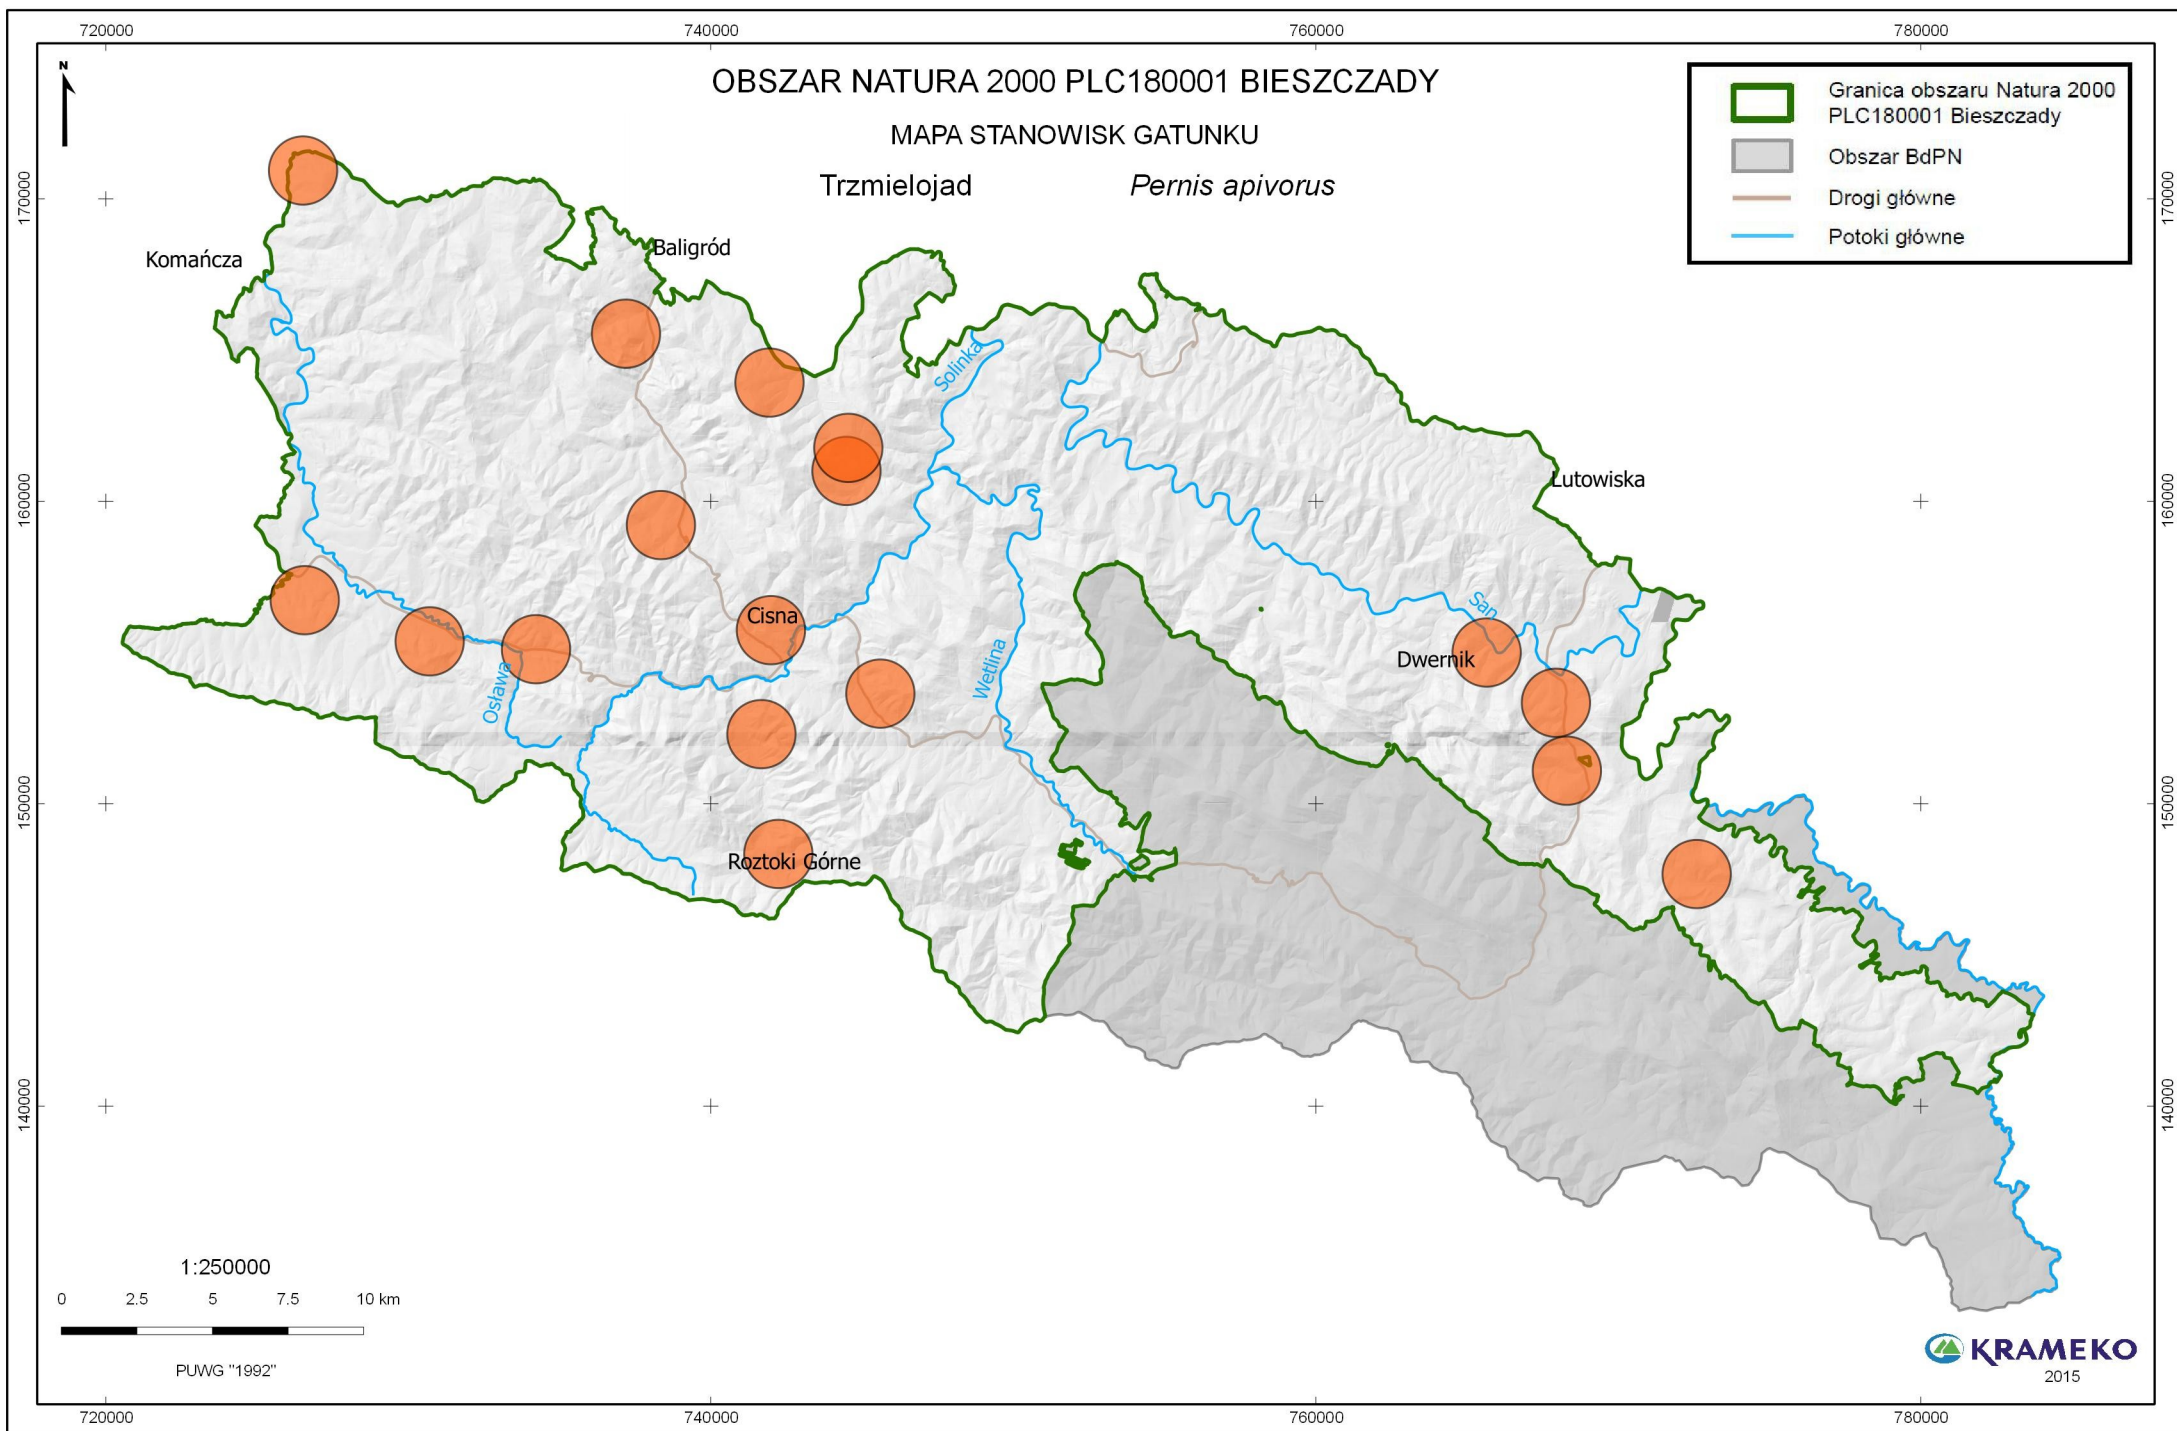 720000 740000 760000 780000
N
OBSZAR NATURA 2000 PLC180001 BIESZCZADY
MAPA STANOWISK GATUNKU
Trzmielojad Pernis apivorus
Granica obszaru Natura 2000
PLC180001 Bieszczady
Obszar BdPN
Drogi główne
Potoki główne
170000 170000
Komańcza
Baligród
Solinka
Lutowiska
160000 160000
Cisna
San
Dwernik
Wetlina
Osława
150000 150000
Roztoki Górne
140000 140000
1:250000
0 2.5 5 7.5 10 km
PUWG "1992"
KRAMEKO
2015
720000 740000 760000 780000